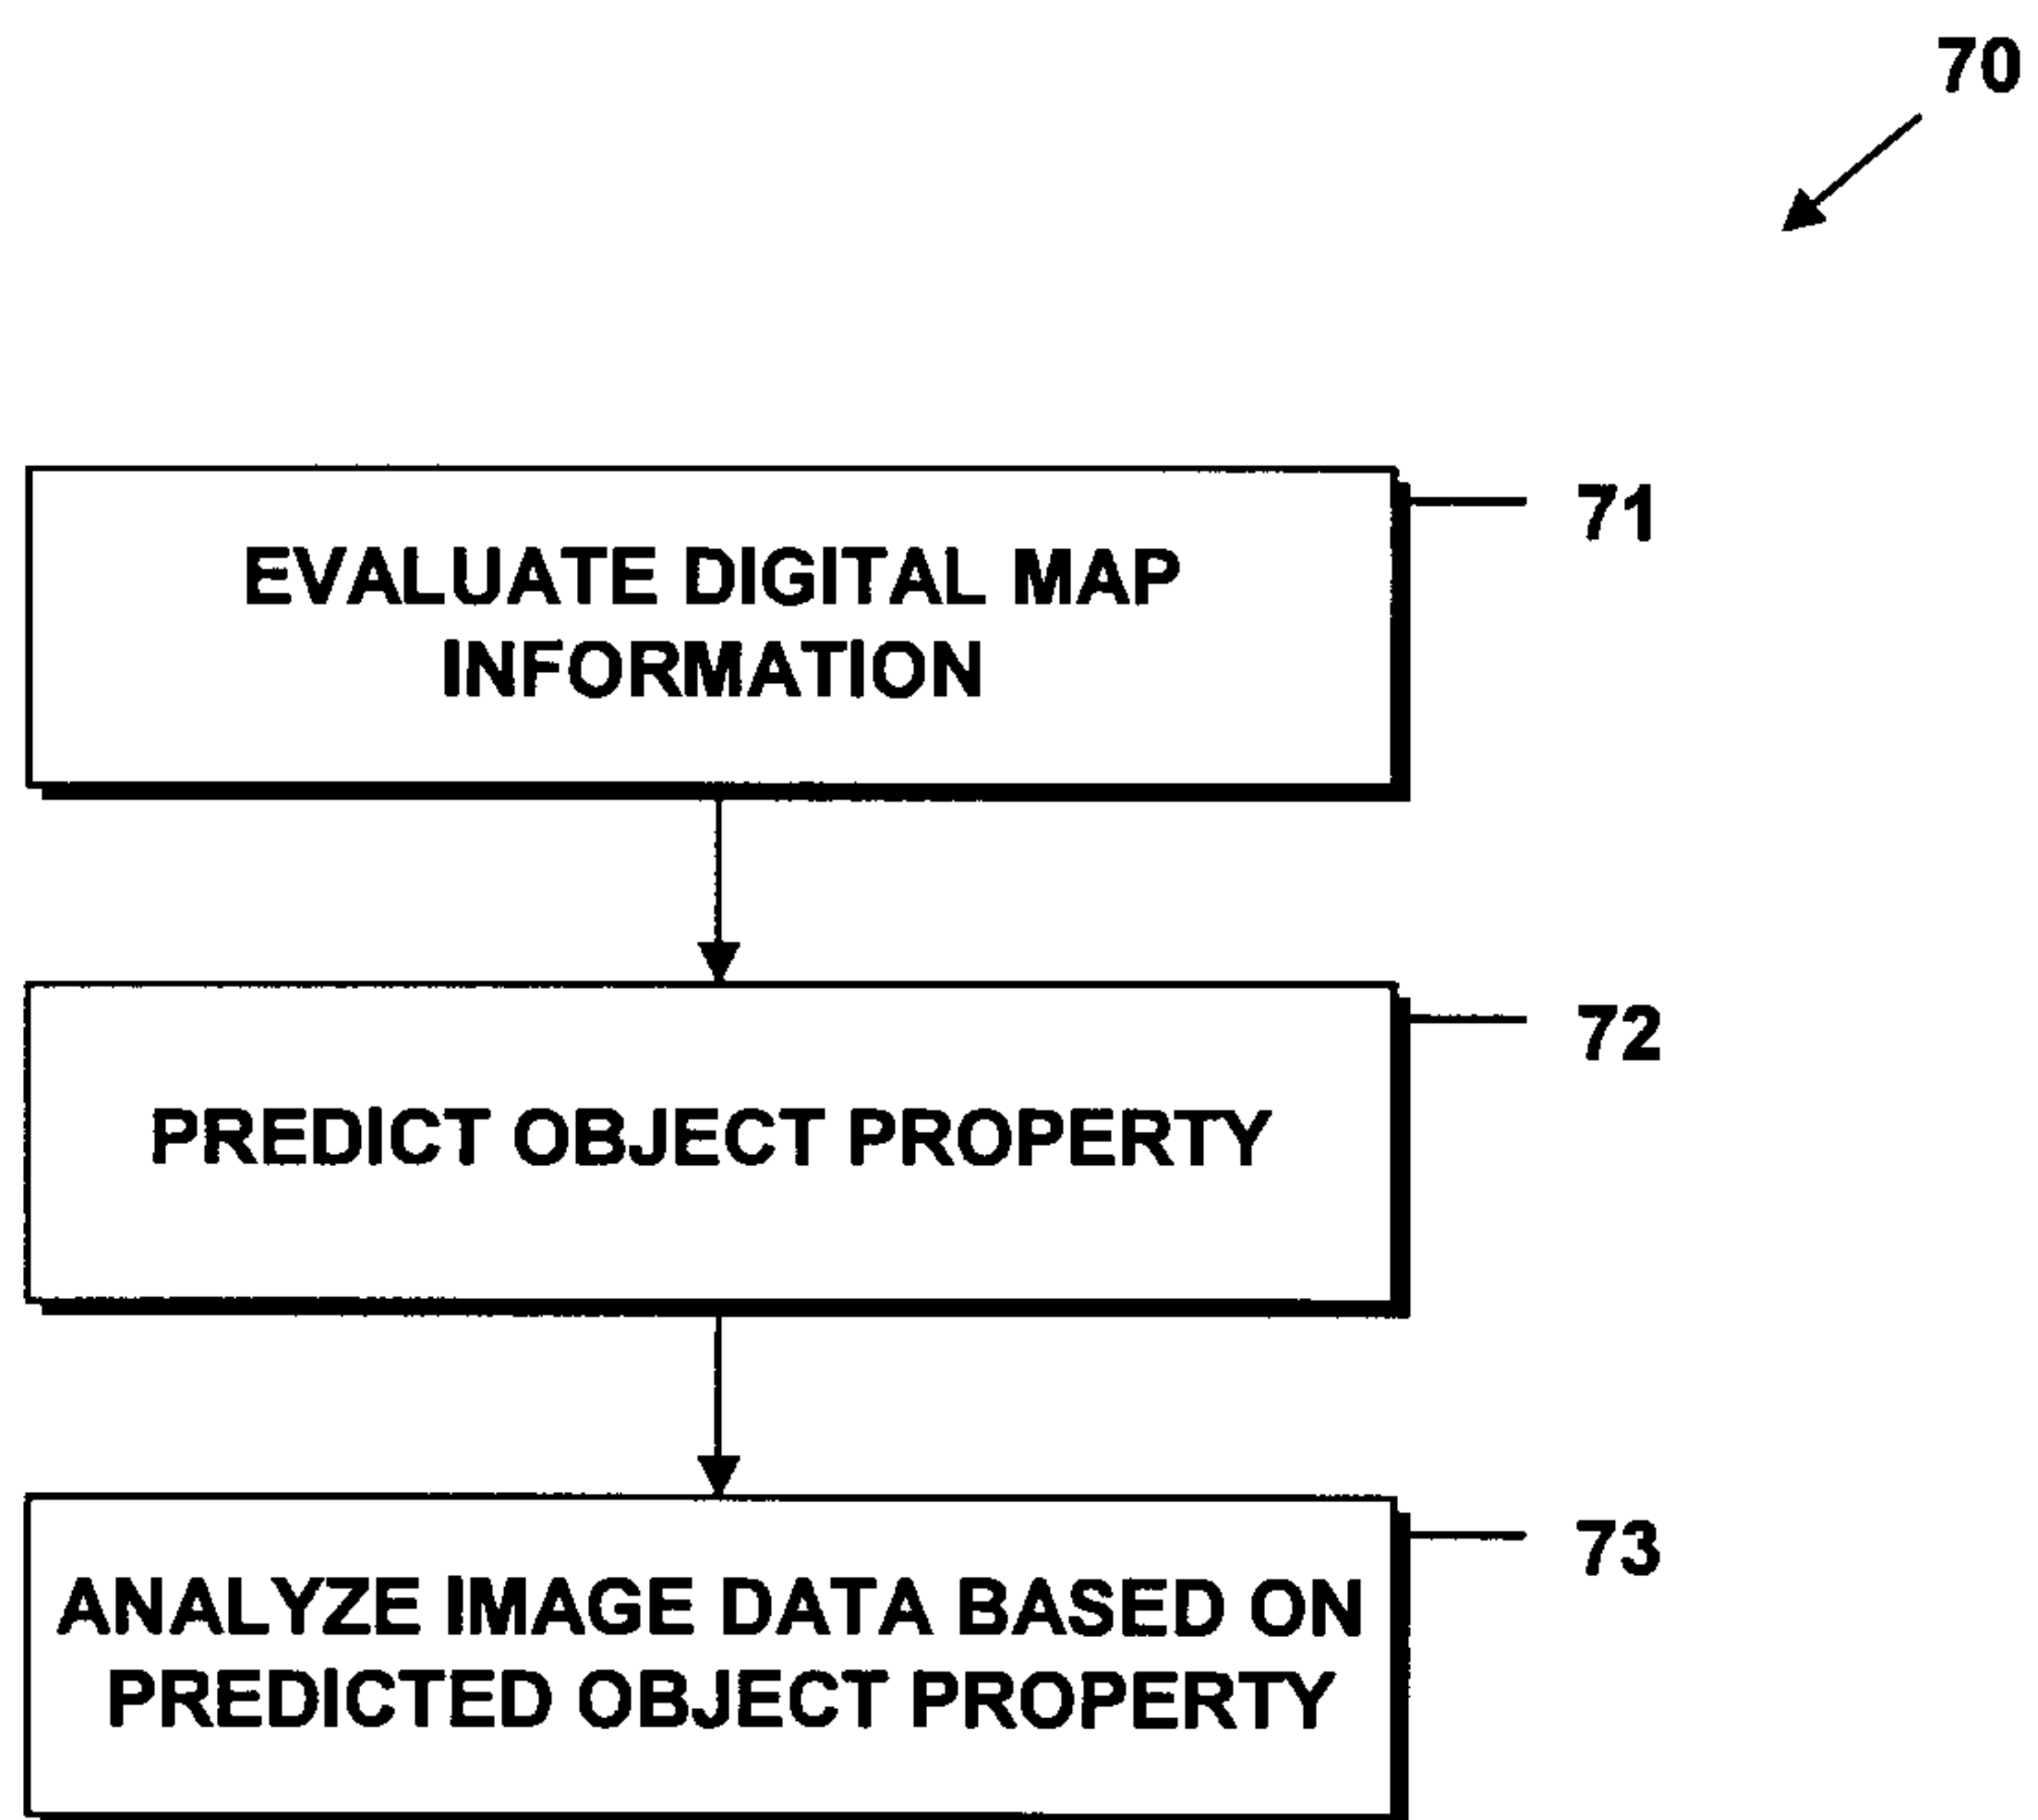 70
71
EVALUATE DIGITAL MAP
INFORMATION
72
PREDICT OBJECT PROPERTY
73
ANALYZE IMAGE DATA BASED ON
PREDICTED OBJECT PROPERTY